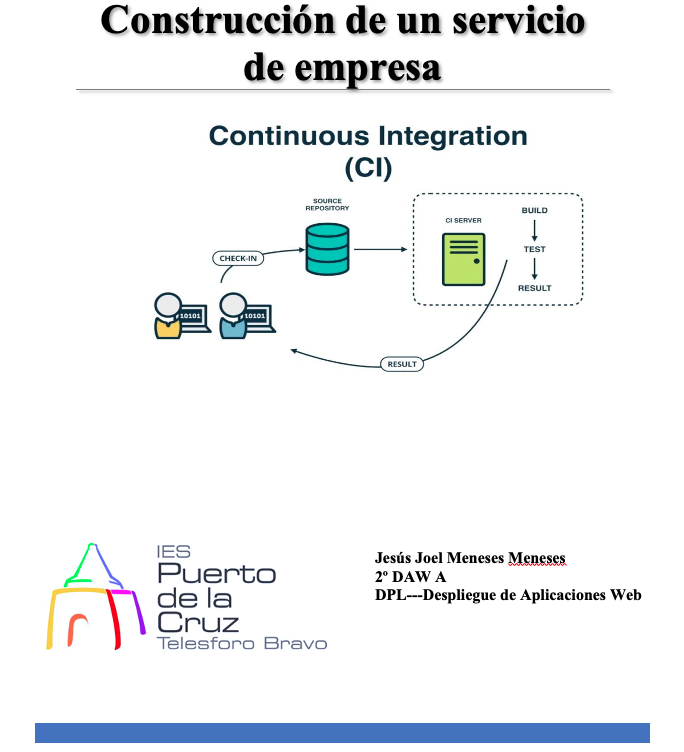 Construcción de un servicio
de empresa
Continuous Integration
(CI)
SOURCE
REPOSITORY
CI SERVER
BUILD
TEST
RESULT
CHECK-IN
10101
10101
RESULT
IES
Puerto
de la
Cruz
Telesforo Bravo
Jesús Joel Meneses Meneses
2º DAW A
DPL---Despliegue de Aplicaciones Web